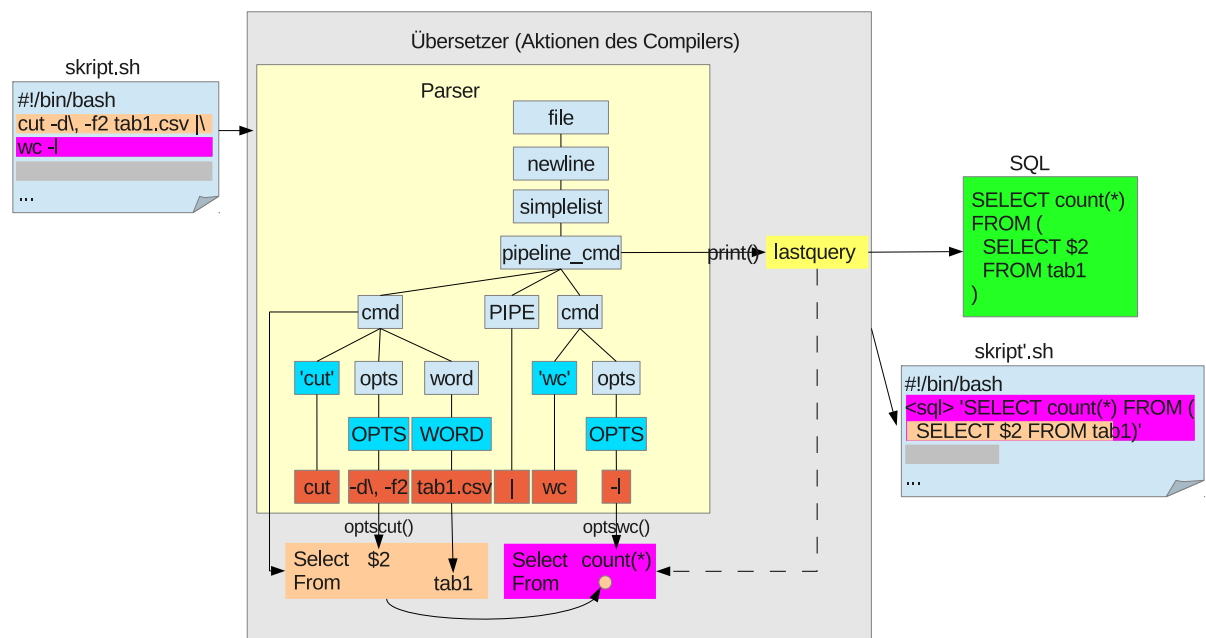 Übersetzer (Aktionen des Compilers)
skript.sh
#!/bin/bash
cut -d\, -f2 tab1.csv |\
wc -l
...
Parser
file
newline
simplelist
pipeline_cmd
print()
lastquery
cmd
PIPE
cmd
'cut'
opts
word
'wc'
opts
OPTS
WORD
OPTS
cut
-d\, -f2
tab1.csv
|
wc
-l
optscut()
optswc()
Select $2
From tab1
Select count(*)
From
SQL
SELECT count(*)
FROM (
SELECT $2
FROM tab1
)
skript'.sh
#!/bin/bash
<sql> 'SELECT count(*) FROM (
SELECT $2 FROM tab1)'
...